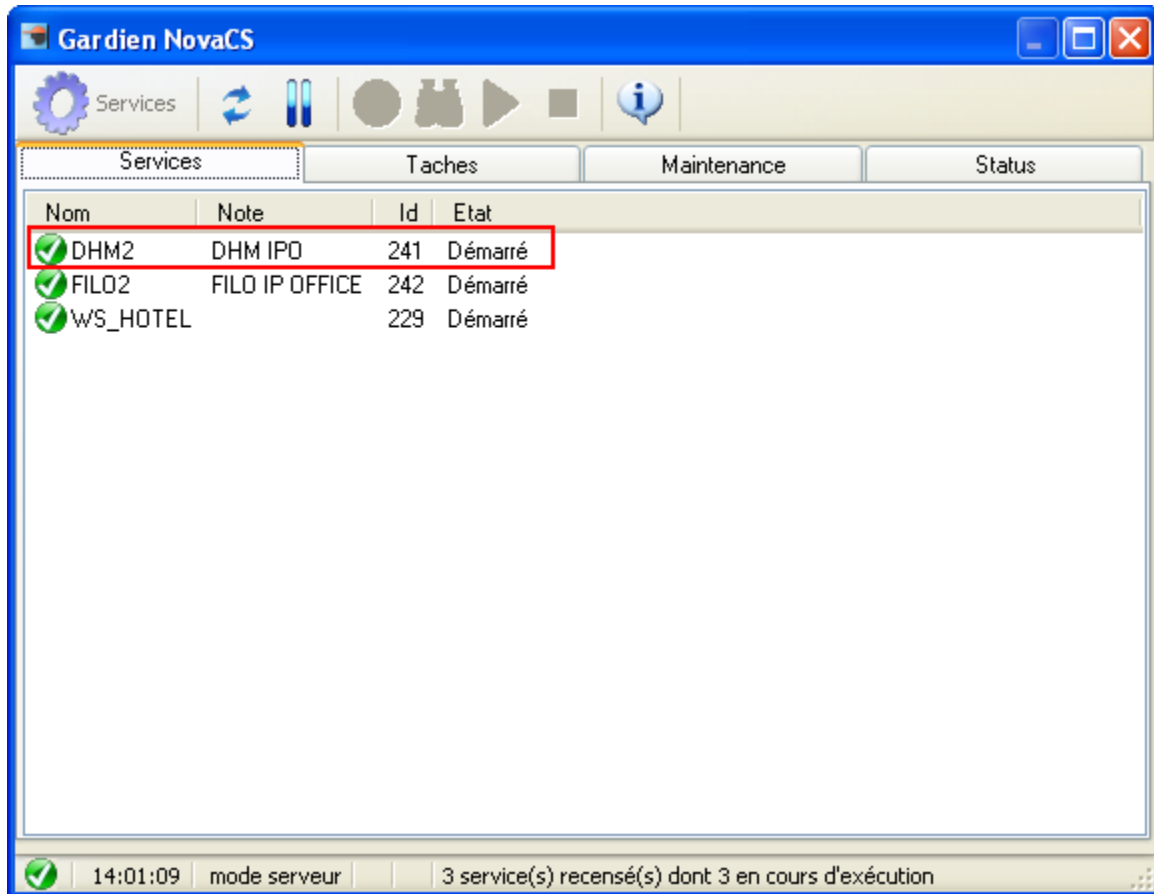 Gardien NovaCS
Services
Services Taches Maintenance Status
Nom Note Id Etat
DHM2 DHM IPO 241 Démarré
FILO2 FILO IP OFFICE 242 Démarré
WS_HOTEL 229 Démarré
14:01:09 mode serveur 3 service(s) recensé(s) dont 3 en cours d'exécution